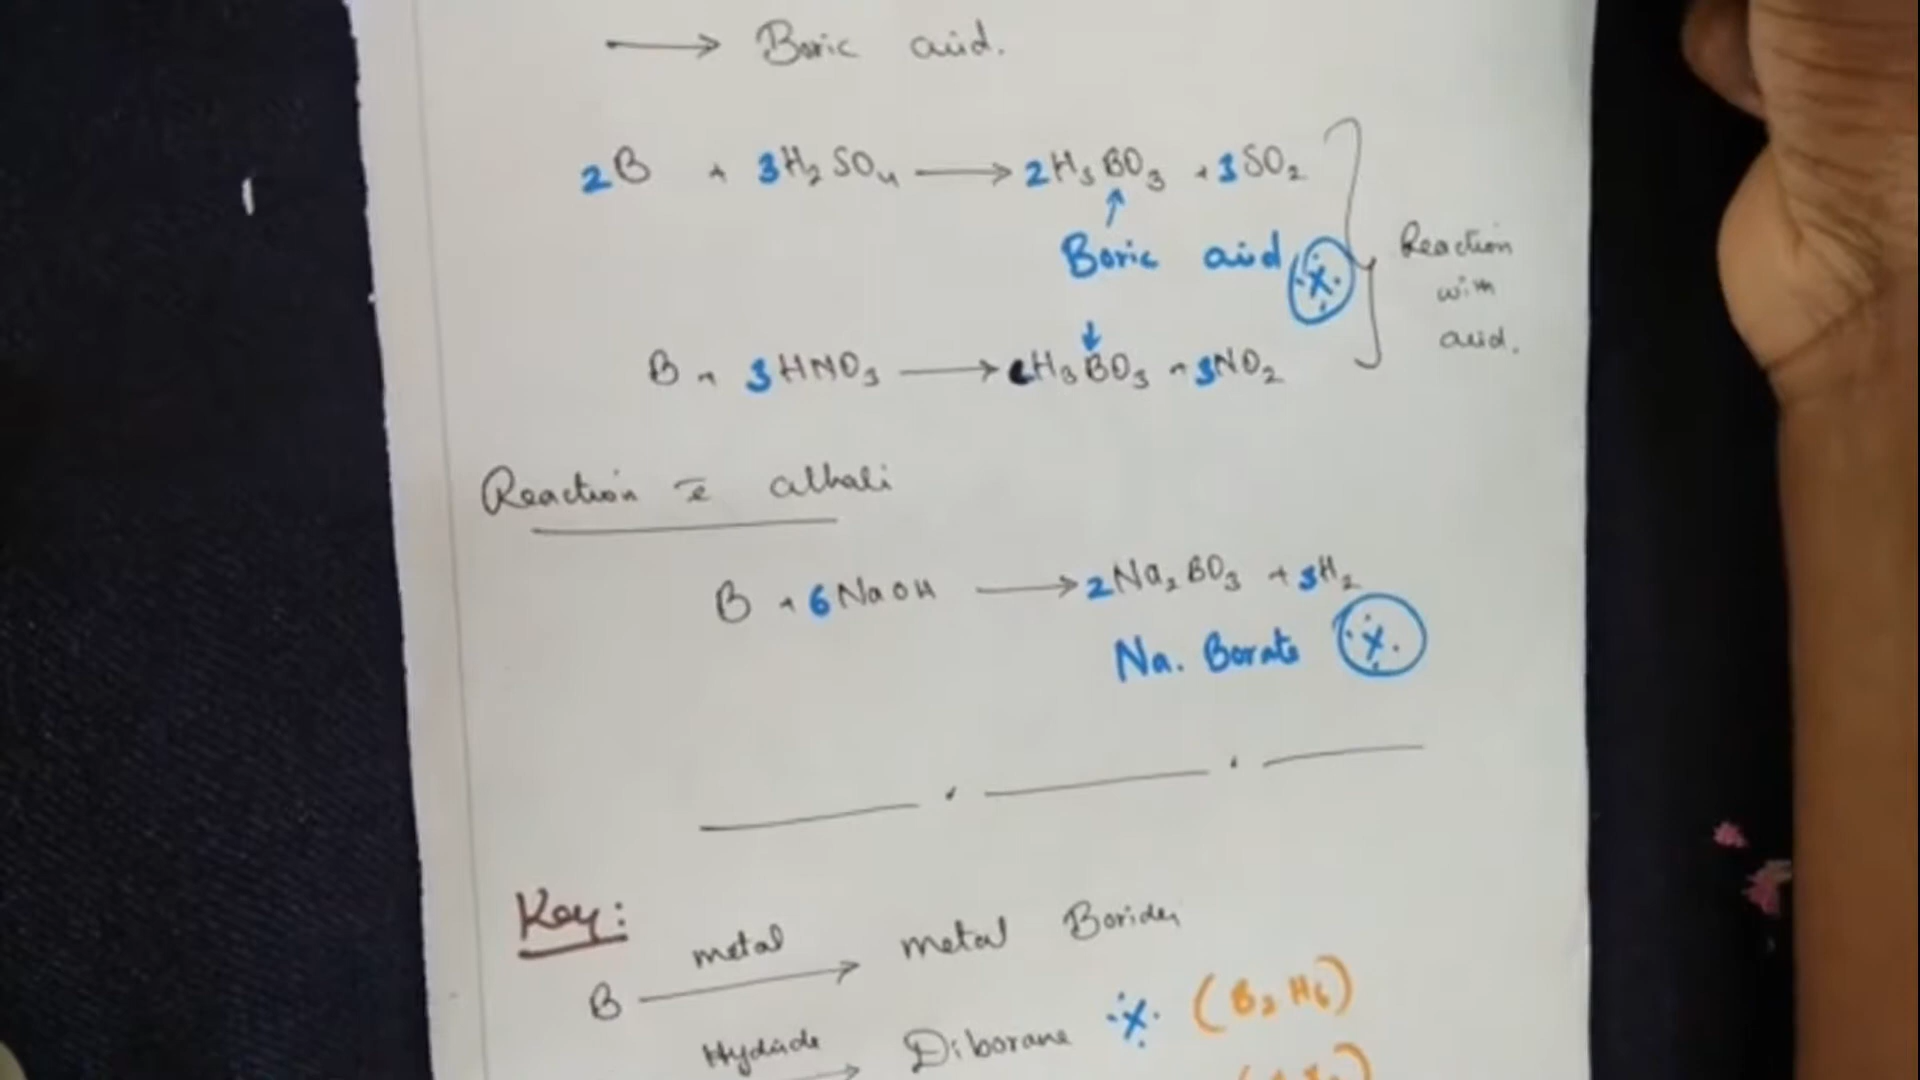 → Boric acid.
2B + 3H₂SO₄ → 2H₃BO₃ + 3SO₂
↑
Boric acid
Reaction with acid.
↓
B + 3HNO₃ → H₃BO₃ + 3NO₂
Reaction c̄ alkali
B + 6NaOH → 2Na₃BO₃ + 3H₂
Na. Borate
Key:
B metal → metal Borides
Hydride → Diborane (B₂H₆)